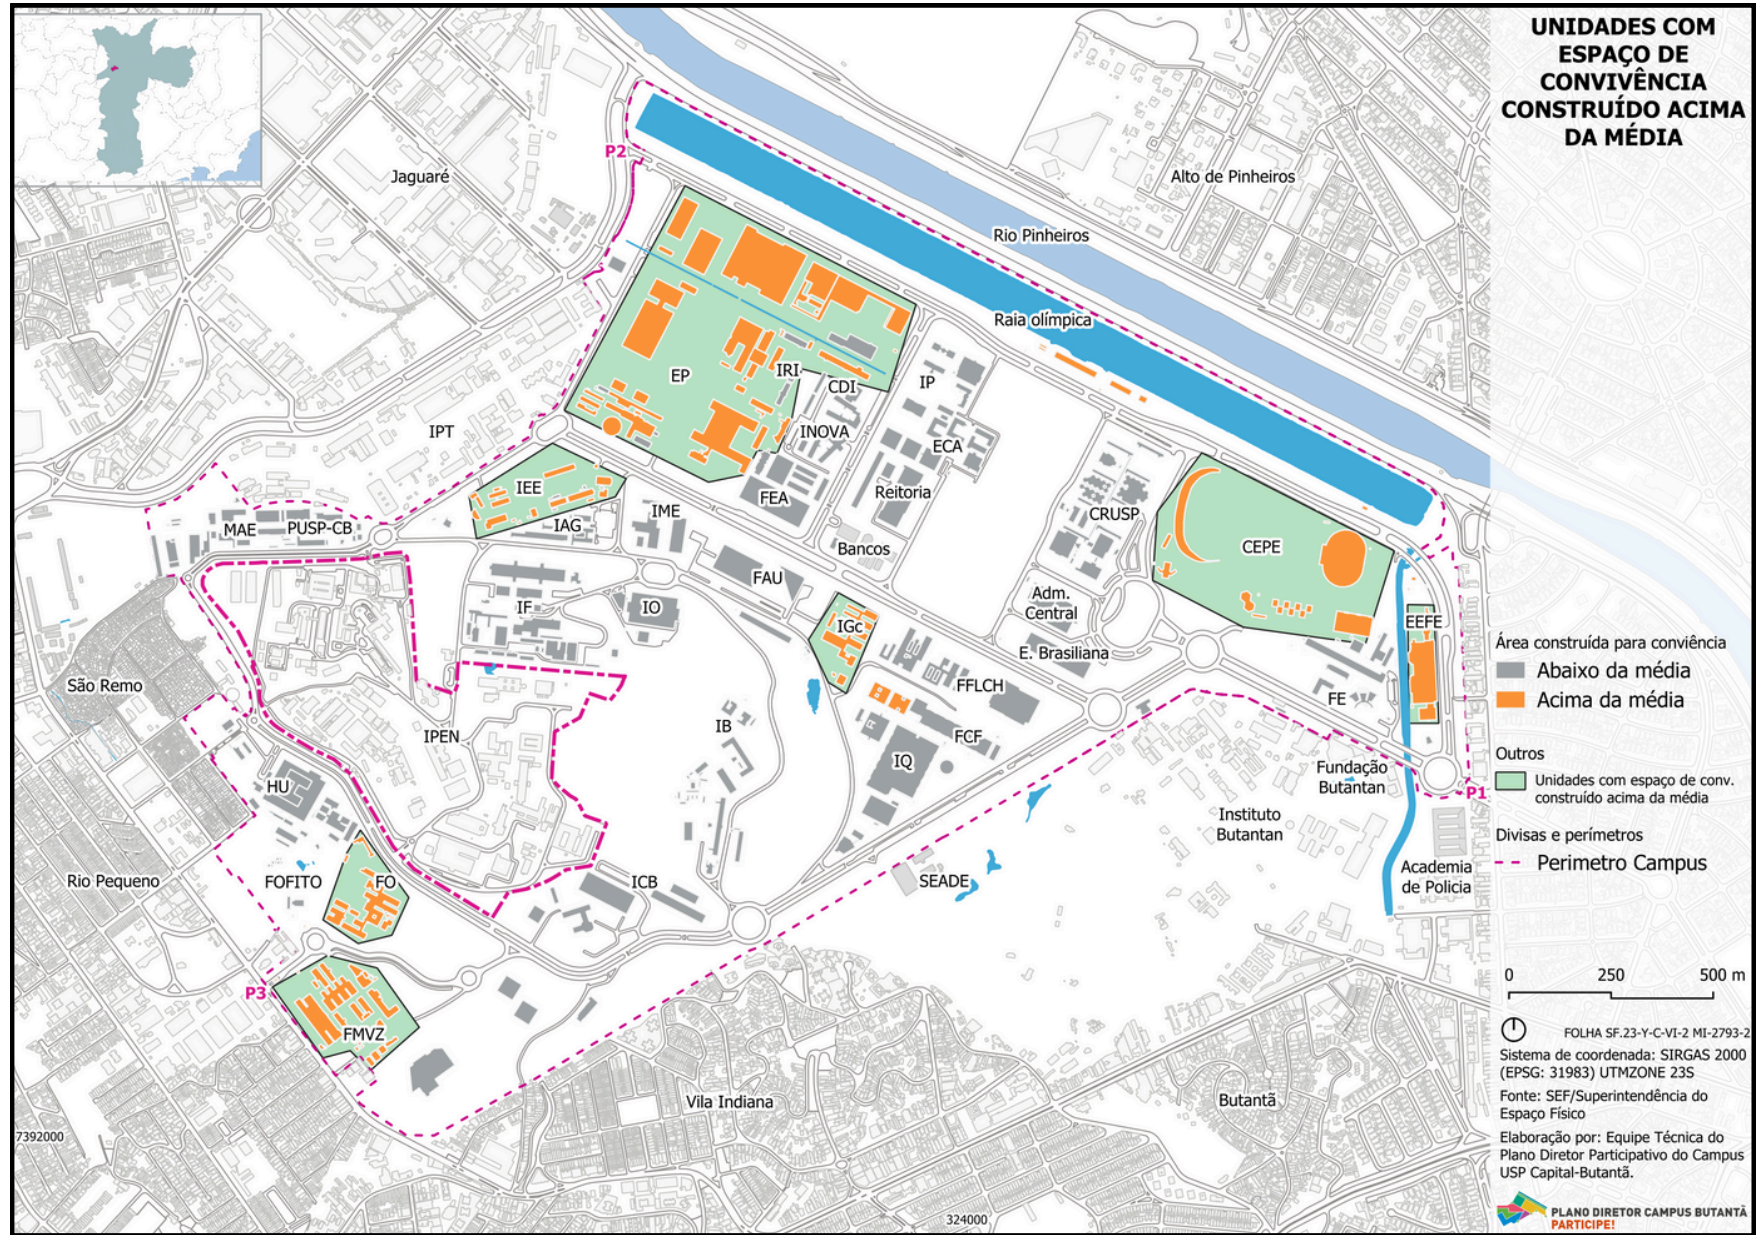 UNIDADES COM
ESPAÇO DE
CONVIVÊNCIA
CONSTRUÍDO ACIMA
DA MÉDIA
P2
Jaguaré
Alto de Pinheiros
Rio Pinheiros
Raia olímpica
EP
IRI
CDI
IP
INOVA
ECA
IPT
IEE
FEA
Reitoria
IME
IAG
MAE
PUSP-CB
Bancos
CRUSP
CEPE
FAU
IF
IO
IGc
Adm.
Central
E. Brasiliana
EEFE
São Remo
FFLCH
FE
IB
FCF
IPEN
IQ
HU
Fundação
Butantan
P1
Instituto
Butantan
Rio Pequeno
FOFITO
FO
ICB
SEADE
Academia
de Policia
P3
FMVZ
Vila Indiana
Butantã
7392000
324000
Área construída para conviência
Abaixo da média
Acima da média
Outros
Unidades com espaço de conv.
construído acima da média
Divisas e perímetros
Perimetro Campus
0 250 500 m
FOLHA SF.23-Y-C-VI-2 MI-2793-2
Sistema de coordenada: SIRGAS 2000
(EPSG: 31983) UTMZONE 23S
Fonte: SEF/Superintendência do
Espaço Físico
Elaboração por: Equipe Técnica do
Plano Diretor Participativo do Campus
USP Capital-Butantã.
PLANO DIRETOR CAMPUS BUTANTÃ
PARTICIPE!